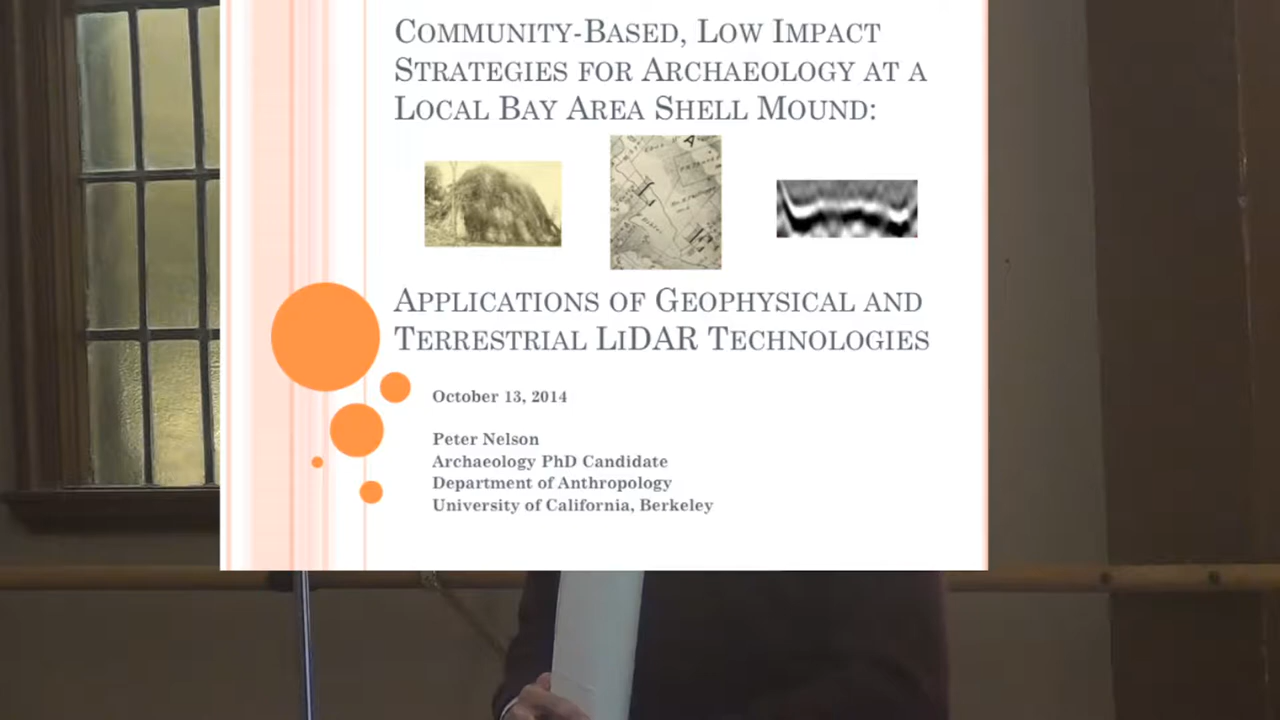 Community-Based, Low Impact
Strategies for Archaeology at a
Local Bay Area Shell Mound:
A
Applications of Geophysical and
Terrestrial LiDAR Technologies
October 13, 2014
Peter Nelson
Archaeology PhD Candidate
Department of Anthropology
University of California, Berkeley